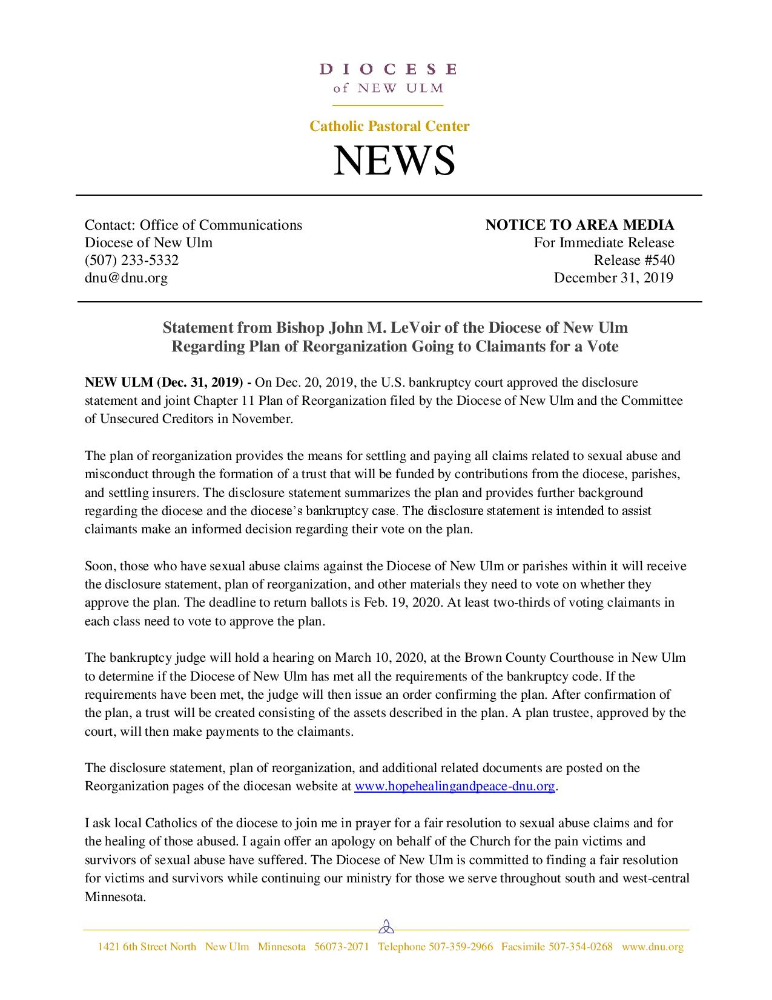 DIOCESE
of NEW ULM
Catholic Pastoral Center
NEWS
Contact: Office of Communications
Diocese of New Ulm
(507) 233-5332
dnu@dnu.org
NOTICE TO AREA MEDIA
For Immediate Release
Release #540
December 31, 2019
Statement from Bishop John M. LeVoir of the Diocese of New Ulm
Regarding Plan of Reorganization Going to Claimants for a Vote
NEW ULM (Dec. 31, 2019) - On Dec. 20, 2019, the U.S. bankruptcy court approved the disclosure
statement and joint Chapter 11 Plan of Reorganization filed by the Diocese of New Ulm and the Committee
of Unsecured Creditors in November.
The plan of reorganization provides the means for settling and paying all claims related to sexual abuse and
misconduct through the formation of a trust that will be funded by contributions from the diocese, parishes,
and settling insurers. The disclosure statement summarizes the plan and provides further background
regarding the diocese and the diocese’s bankruptcy case. The disclosure statement is intended to assist
claimants make an informed decision regarding their vote on the plan.
Soon, those who have sexual abuse claims against the Diocese of New Ulm or parishes within it will receive
the disclosure statement, plan of reorganization, and other materials they need to vote on whether they
approve the plan. The deadline to return ballots is Feb. 19, 2020. At least two-thirds of voting claimants in
each class need to vote to approve the plan.
The bankruptcy judge will hold a hearing on March 10, 2020, at the Brown County Courthouse in New Ulm
to determine if the Diocese of New Ulm has met all the requirements of the bankruptcy code. If the
requirements have been met, the judge will then issue an order confirming the plan. After confirmation of
the plan, a trust will be created consisting of the assets described in the plan. A plan trustee, approved by the
court, will then make payments to the claimants.
The disclosure statement, plan of reorganization, and additional related documents are posted on the
Reorganization pages of the diocesan website at www.hopehealingandpeace-dnu.org.
I ask local Catholics of the diocese to join me in prayer for a fair resolution to sexual abuse claims and for
the healing of those abused. I again offer an apology on behalf of the Church for the pain victims and
survivors of sexual abuse have suffered. The Diocese of New Ulm is committed to finding a fair resolution
for victims and survivors while continuing our ministry for those we serve throughout south and west-central
Minnesota.
1421 6th Street North New Ulm Minnesota 56073-2071 Telephone 507-359-2966 Facsimile 507-354-0268 www.dnu.org